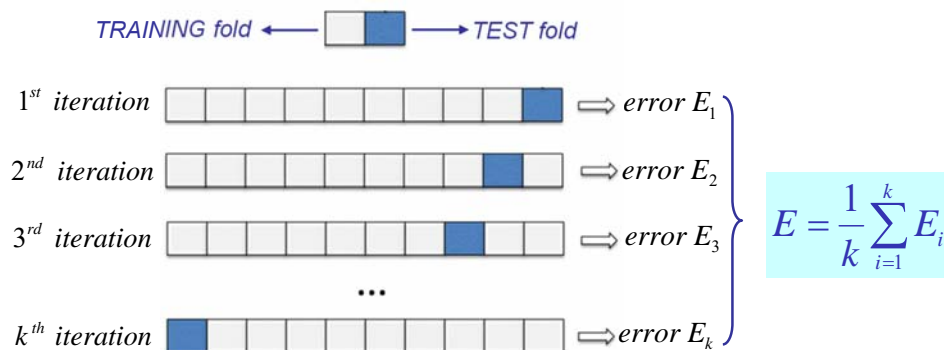 TRAINING fold TEST fold
1st iteration error E1
2nd iteration error E2
3rd iteration error E3
...
kth iteration error Ek
E = 1/k ∑_{i=1}^{k} E_i